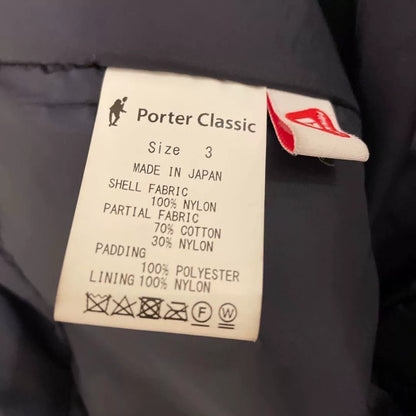 Porter Classic
Size 3
MADE IN JAPAN
SHELL FABRIC
100% NYLON
PARTIAL FABRIC
70% COTTON
30% NYLON
PADDING
100% POLYESTER
LINING 100% NYLON
F W